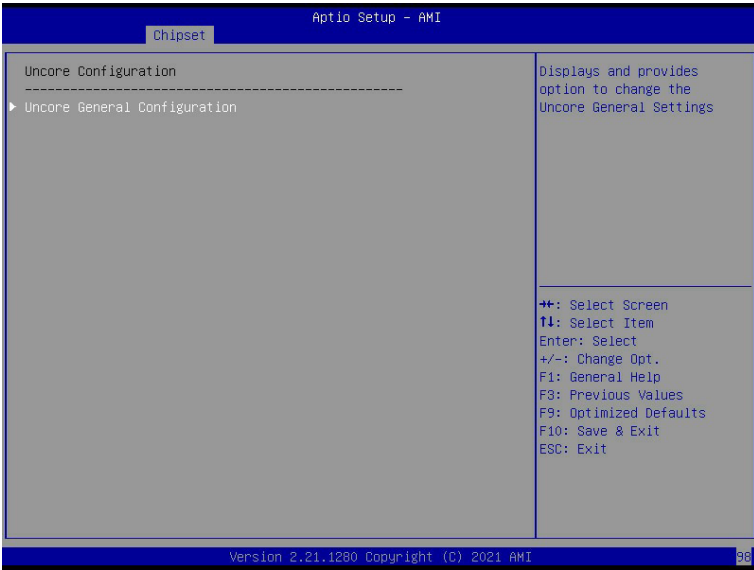 Aptio Setup – AMI
Chipset
Uncore Configuration
--------------------------------------------------
Uncore General Configuration
Displays and provides
option to change the
Uncore General Settings
→←: Select Screen
↑↓: Select Item
Enter: Select
+/-: Change Opt.
F1: General Help
F3: Previous Values
F9: Optimized Defaults
F10: Save & Exit
ESC: Exit
Version 2.21.1280 Copyright (C) 2021 AMI
98